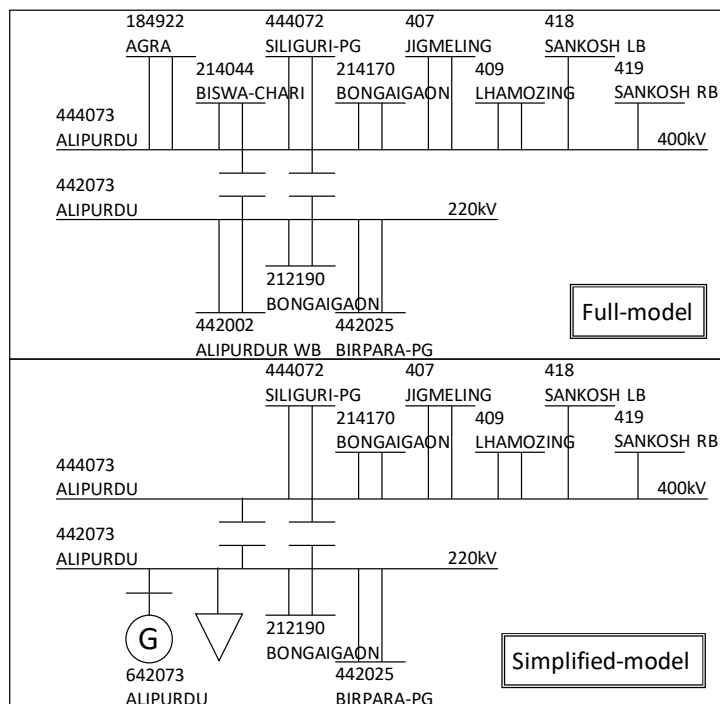 184922
AGRA
444072
SILIGURI-PG
407
JIGMELING
418
SANKOSH LB
214044
BISWA-CHARI
214170
BONGAIGAON
409
LHAMOZING
419
SANKOSH RB
444073
ALIPURDU
400kV
442073
ALIPURDU
220kV
212190
BONGAIGAON
442002
ALIPURDUR WB
442025
BIRPARA-PG
Full-model
444072
SILIGURI-PG
407
JIGMELING
418
SANKOSH LB
214170
BONGAIGAON
409
LHAMOZING
419
SANKOSH RB
444073
ALIPURDU
400kV
442073
ALIPURDU
220kV
G
642073
ALIPURDU
212190
BONGAIGAON
442025
BIRPARA-PG
Simplified-model